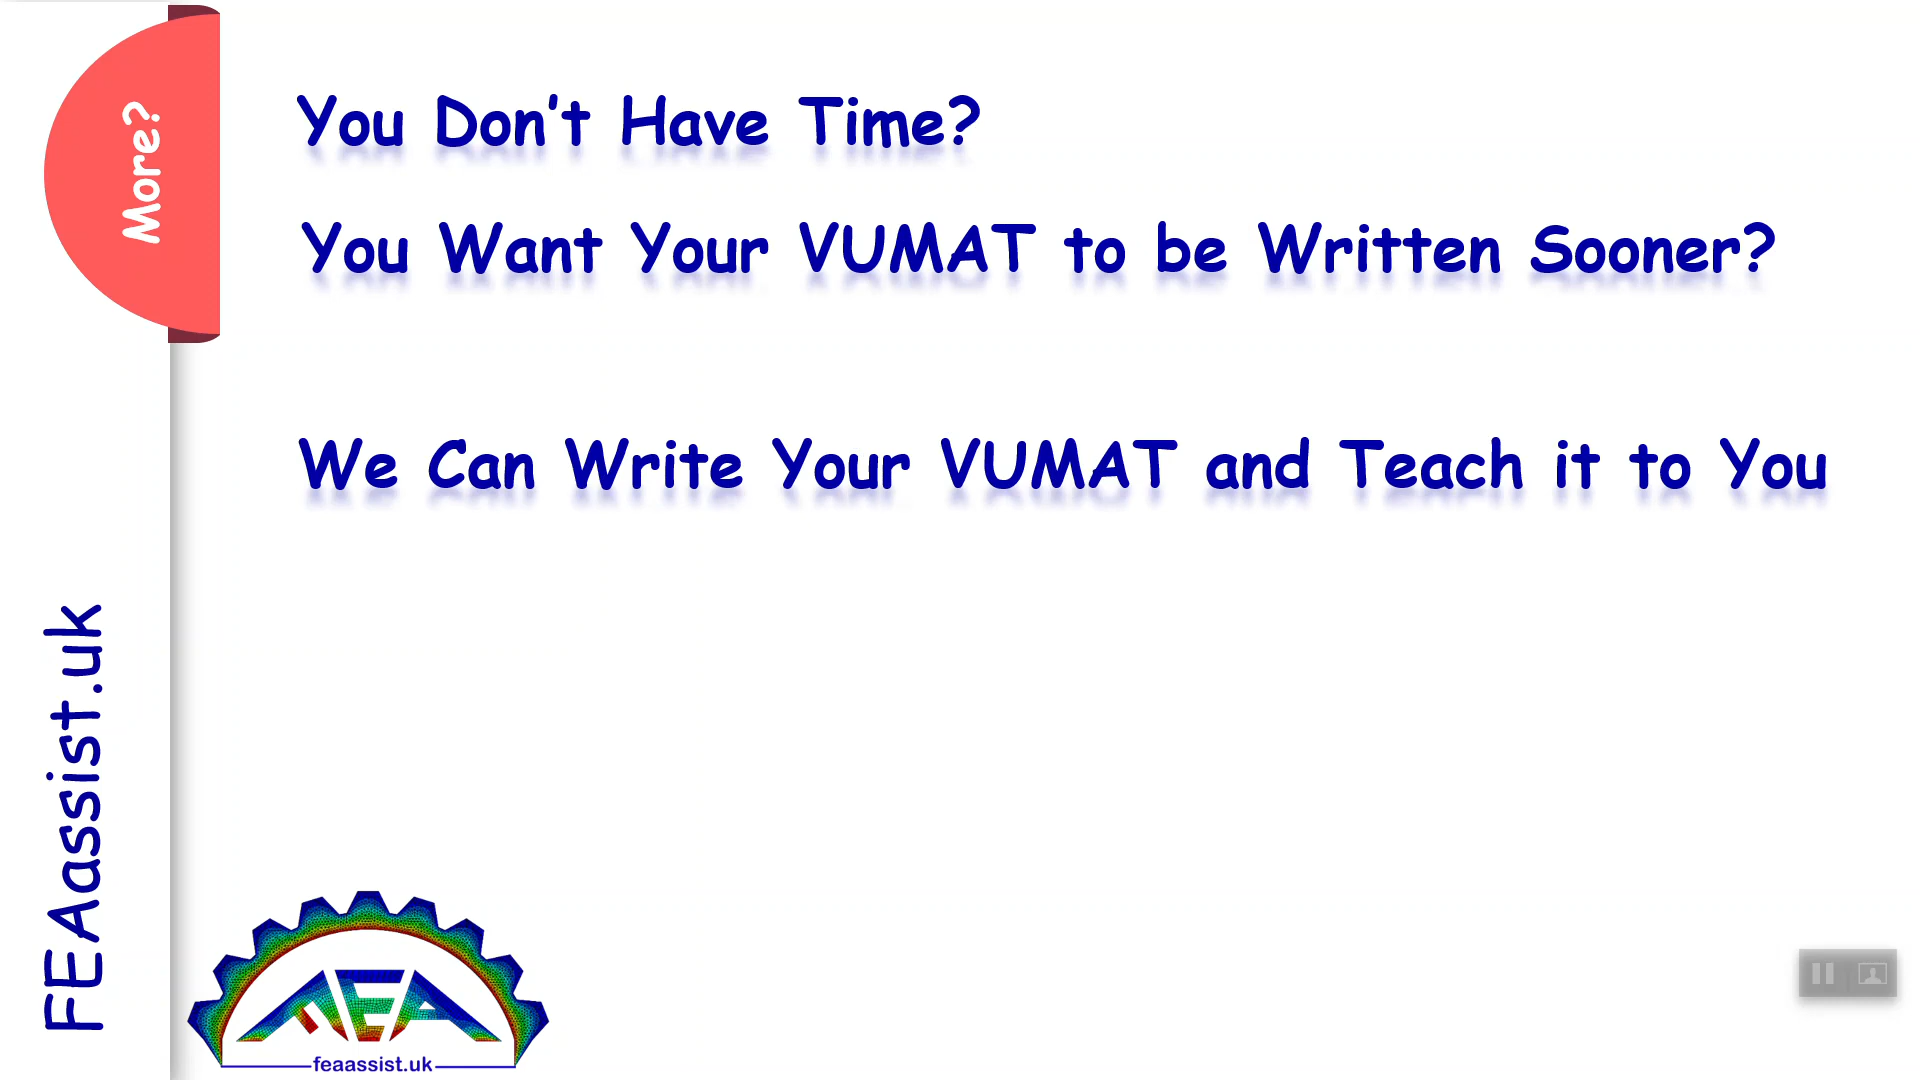 More?
You Don't Have Time?
You Want Your VUMAT to be Written Sooner?
We Can Write Your VUMAT and Teach it to You
FEAassist.uk
FEA
feaassist.uk